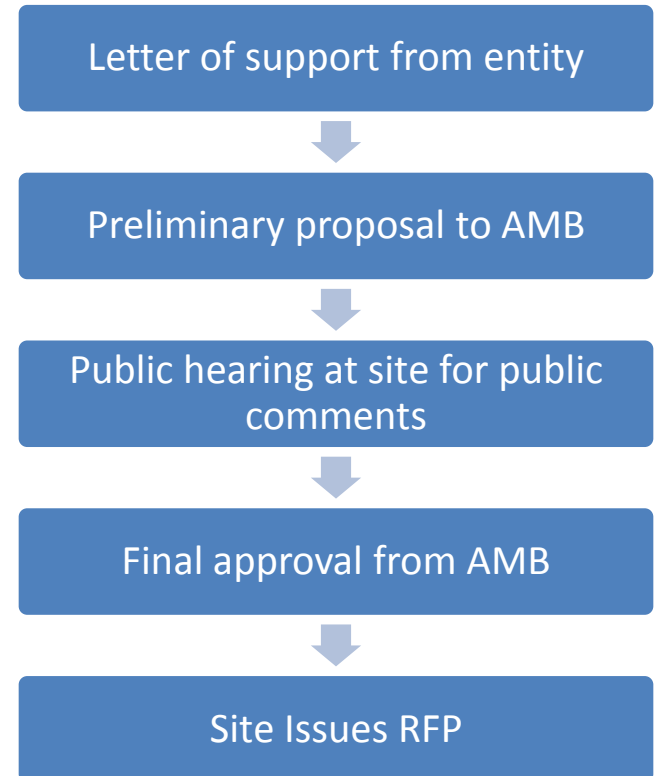 Letter of support from entity
Preliminary proposal to AMB
Public hearing at site for public
comments
Final approval from AMB
Site Issues RFP